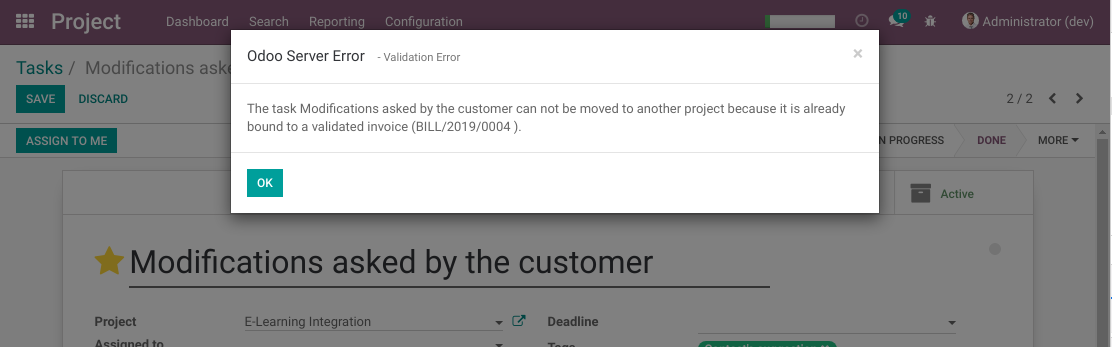 Project
Dashboard Search Reporting Configuration
10
Administrator (dev)
Tasks / Modifications aske
SAVE DISCARD
2 / 2
ASSIGN TO ME
N PROGRESS DONE MORE
Odoo Server Error - Validation Error ×
The task Modifications asked by the customer can not be moved to another project because it is already
bound to a validated invoice (BILL/2019/0004 ).
OK
Active
Modifications asked by the customer
Project E-Learning Integration
Deadline
Assigned to
Tags